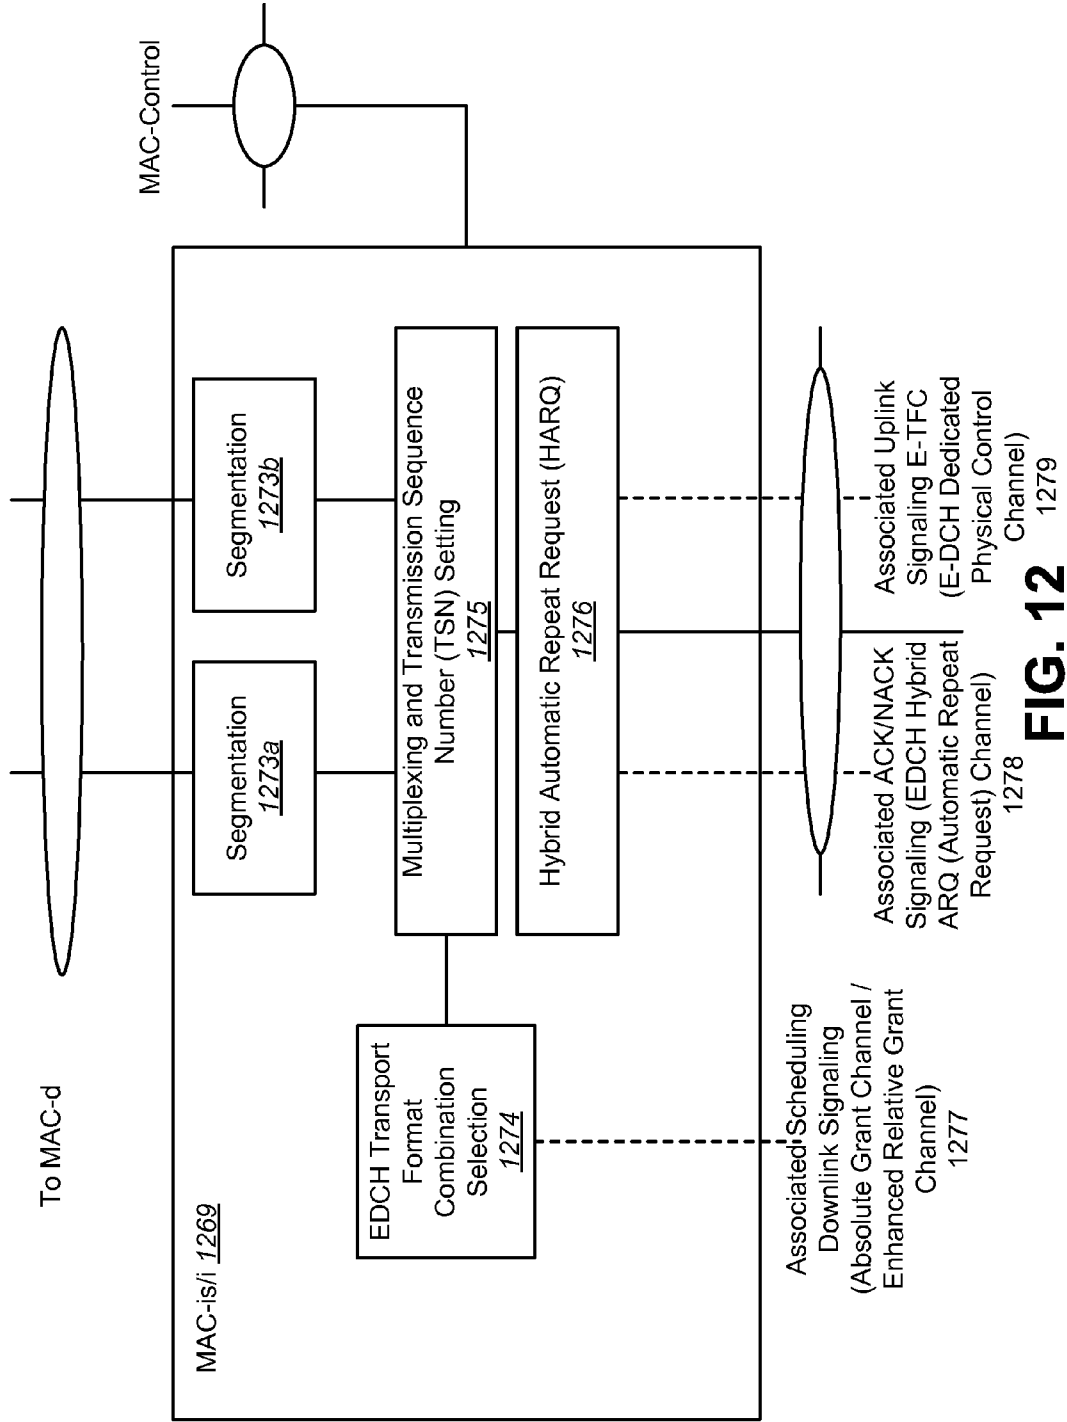 To MAC-d
MAC-Control
MAC-is/i 1269
Segmentation
1273a
Segmentation
1273b
EDCH Transport
Format
Combination
Selection
1274
Multiplexing and Transmission Sequence
Number (TSN) Setting
1275
Hybrid Automatic Repeat Request (HARQ)
1276
Associated Scheduling
Downlink Signaling
(Absolute Grant Channel /
Enhanced Relative Grant
Channel)
1277
Associated ACK/NACK
Signaling (EDCH Hybrid
ARQ (Automatic Repeat
Request) Channel)
1278
Associated Uplink
Signaling E-TFC
(E-DCH Dedicated
Physical Control
Channel)
1279
FIG. 12